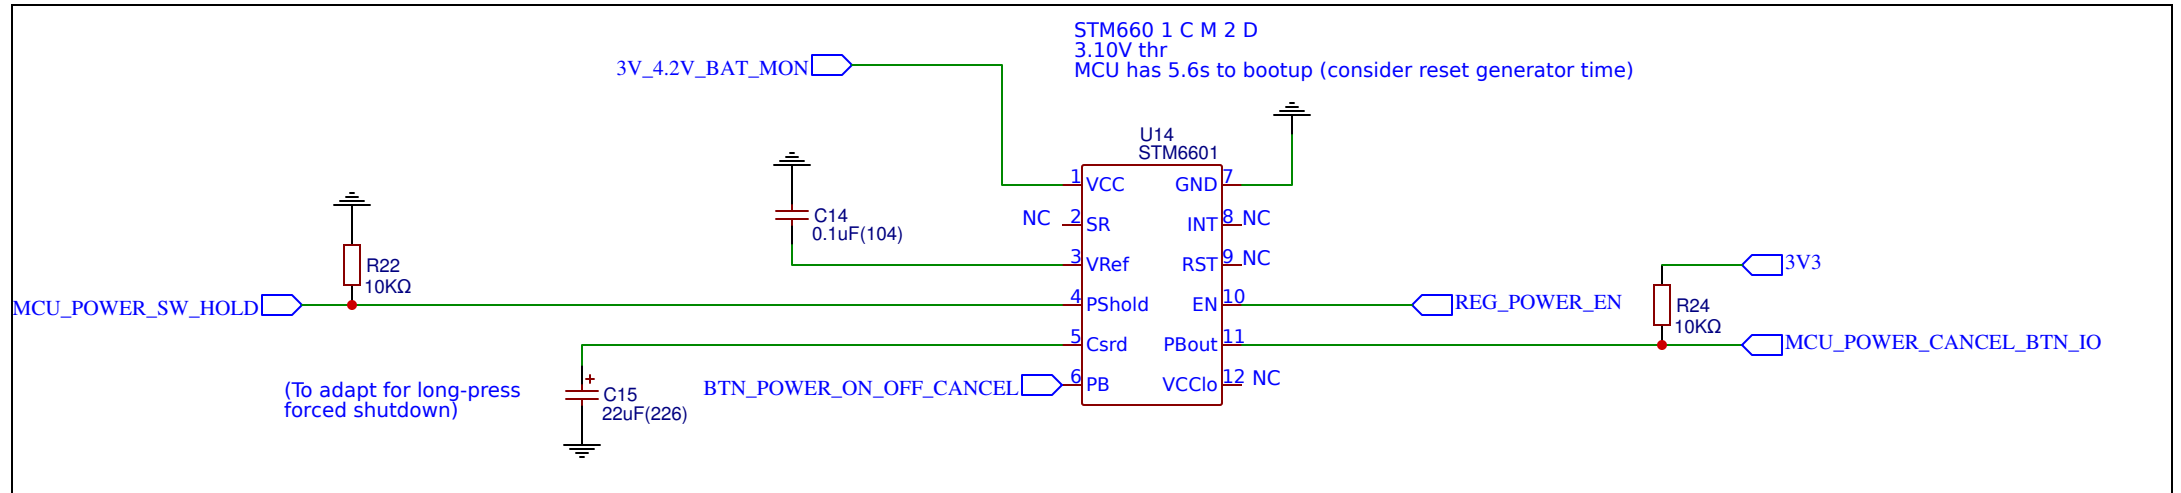 STM660 1 C M 2 D
3.10V thr
MCU has 5.6s to bootup (consider reset generator time)
3V_4.2V_BAT_MON
U14
STM6601
1 VCC
GND 7
NC 2 SR
INT 8 NC
C14
0.1uF(104)
3 VRef
RST 9 NC
R22
10KΩ
3V3
MCU_POWER_SW_HOLD
4 PShold
EN 10
REG_POWER_EN
R24
10KΩ
5 Csrd
PBout 11
MCU_POWER_CANCEL_BTN_IO
(To adapt for long-press
forced shutdown)
+
C15
22uF(226)
BTN_POWER_ON_OFF_CANCEL
6 PB
VCClo 12 NC